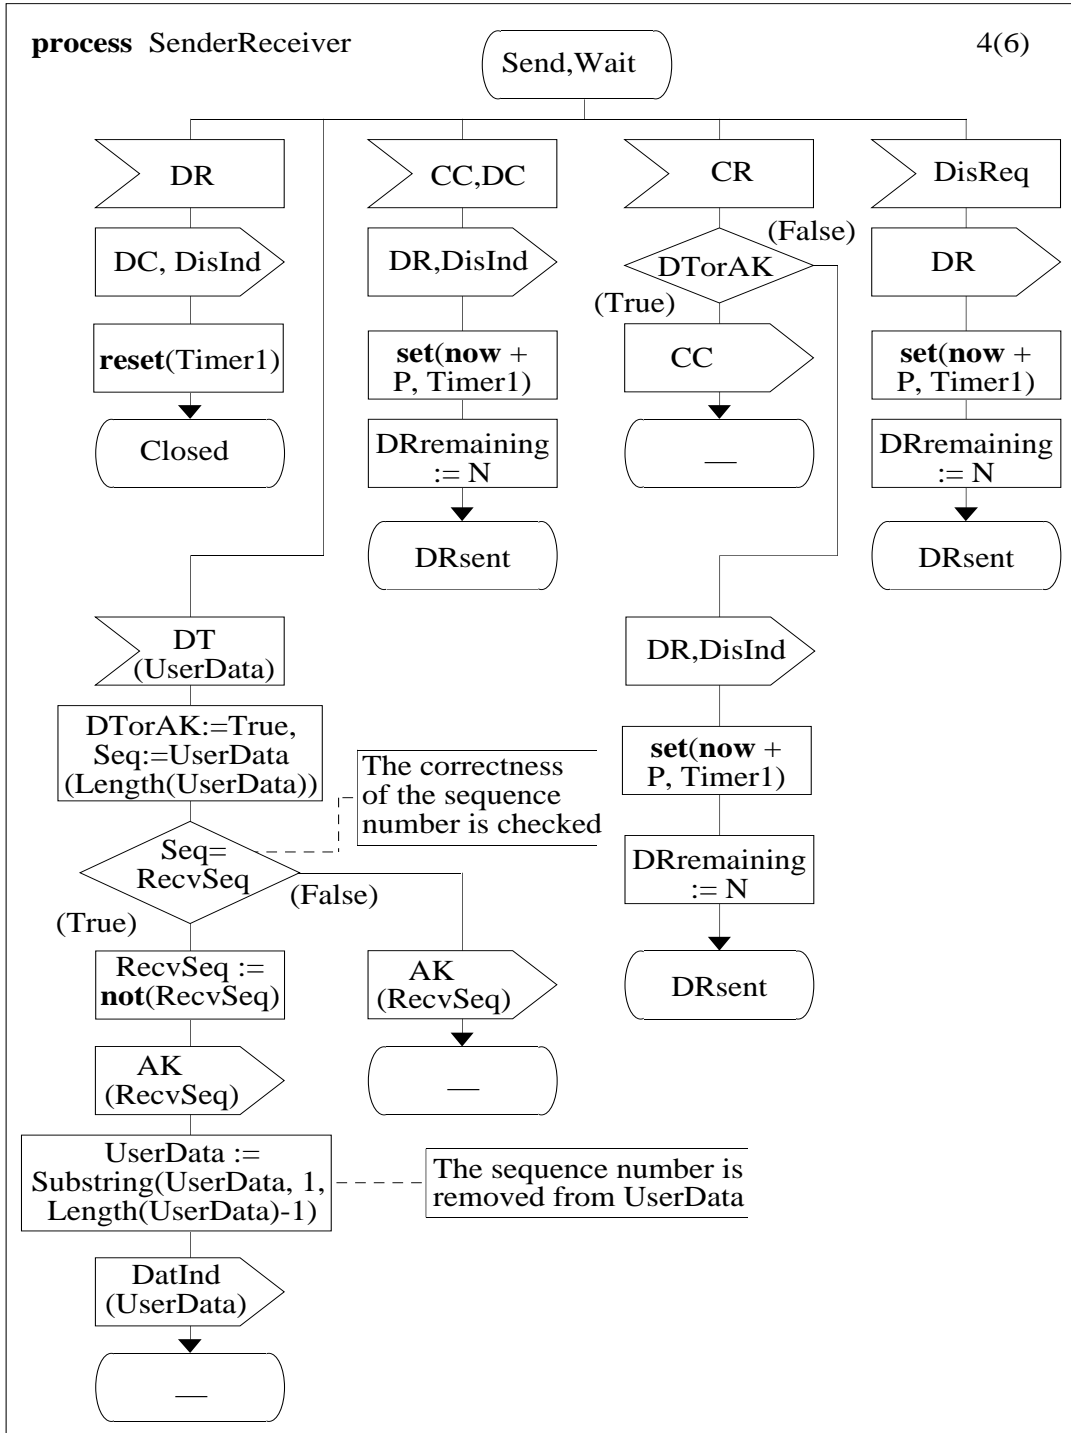 process SenderReceiver
4(6)
Send,Wait
DR
CC,DC
CR
DisReq
(False)
DC, DisInd
DR,DisInd
DTorAK
DR
(True)
reset(Timer1)
set(now +
P, Timer1)
CC
set(now +
P, Timer1)
Closed
DRremaining
:= N
—
DRremaining
:= N
DRsent
DRsent
DT
(UserData)
DR,DisInd
DTorAK:=True,
Seq:=UserData
(Length(UserData))
The correctness
of the sequence
number is checked
set(now +
P, Timer1)
Seq=
RecvSeq
(False)
(True)
DRremaining
:= N
RecvSeq :=
not(RecvSeq)
AK
(RecvSeq)
DRsent
AK
(RecvSeq)
—
UserData :=
Substring(UserData, 1,
Length(UserData)-1)
The sequence number is
removed from UserData
DatInd
(UserData)
—